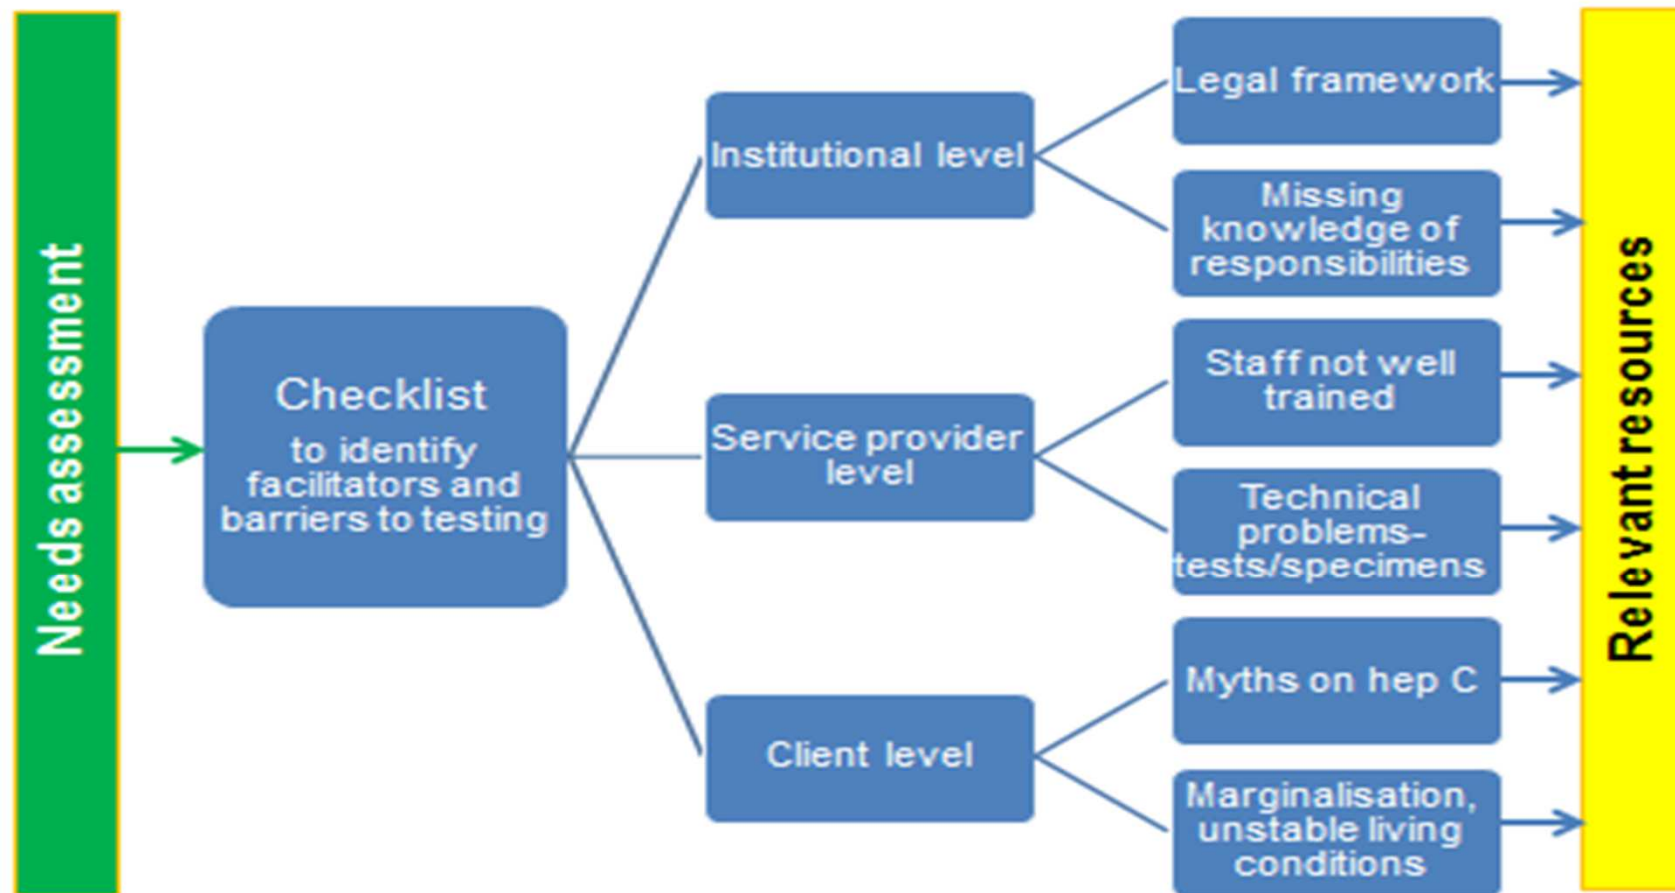 Needs assessment
Checklist
to identify
facilitators and
barriers to testing
Institutional level
Legal framework
Missing
knowledge of
responsibilities
Service provider
level
Staff not well
trained
Technical
problems–
tests/specimens
Client level
Myths on hep C
Marginalisation,
unstable living
conditions
Relevant resources